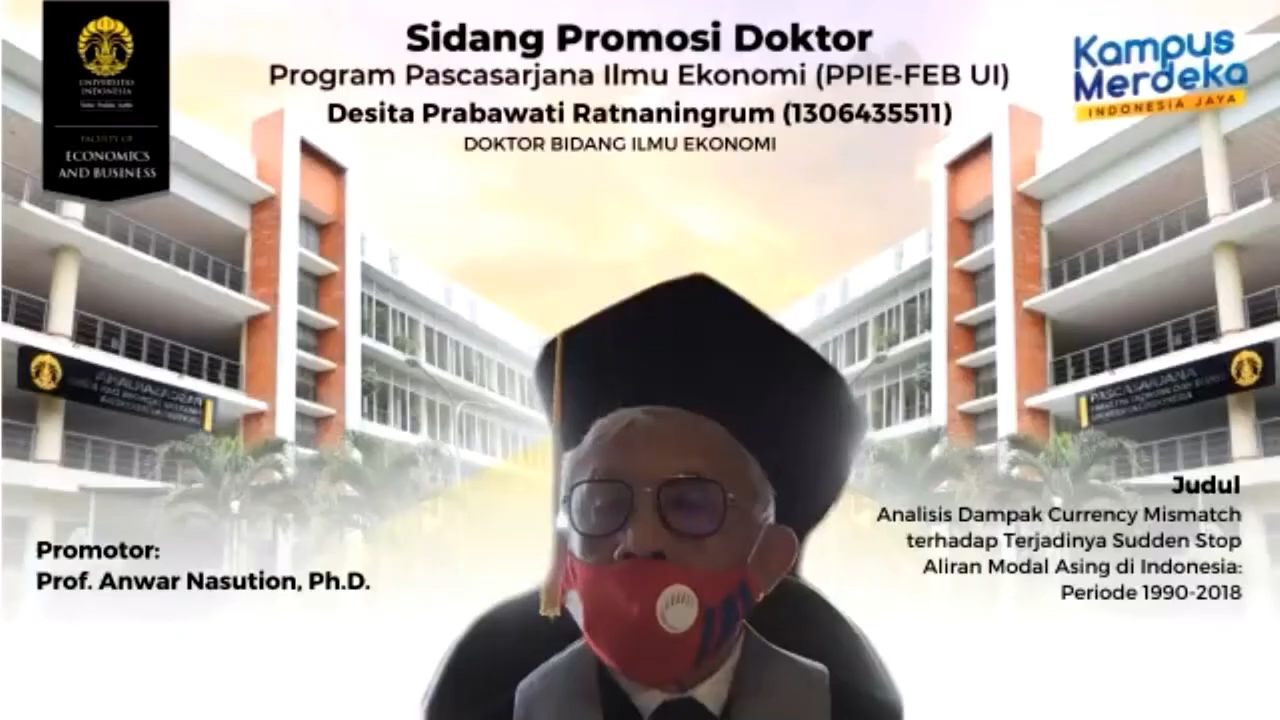 UNIVERSITAS
INDONESIA
FACULTY OF
ECONOMICS
AND BUSINESS
Sidang Promosi Doktor
Program Pascasarjana Ilmu Ekonomi (PPIE-FEB UI)
Desita Prabawati Ratnaningrum (1306435511)
DOKTOR BIDANG ILMU EKONOMI
Kampus
Merdeka
INDONESIA JAYA
PASCASARJANA
Promotor:
Prof. Anwar Nasution, Ph.D.
Judul
Analisis Dampak Currency Mismatch
terhadap Terjadinya Sudden Stop
Aliran Modal Asing di Indonesia:
Periode 1990-2018